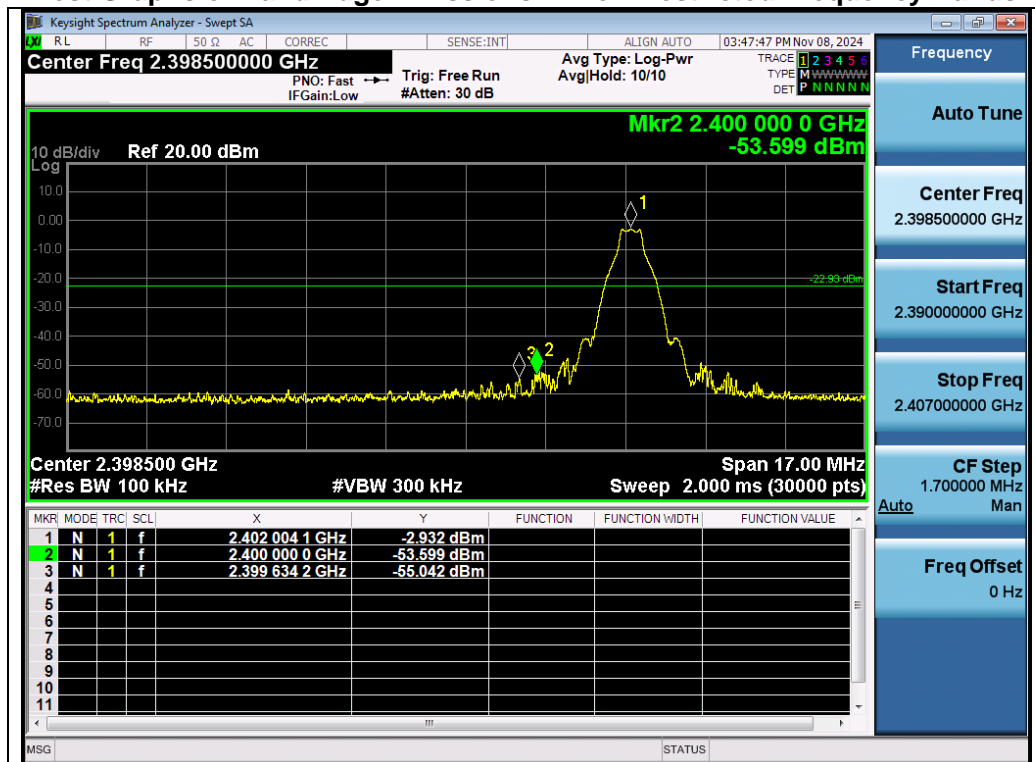 Keysight Spectrum Analyzer - Swept SA
LXI RL RF 50 Ω AC CORREC SENSE:INT ALIGN AUTO 03:47:47 PM Nov 08, 2024
Center Freq 2.398500000 GHz
PNO: Fast
IFGain:Low
Trig: Free Run
#Atten: 30 dB
Avg Type: Log-Pwr
Avg|Hold: 10/10
TRACE 1 2 3 4 5 6
TYPE M WWWWW
DET P N N N N N
Mkr2 2.400 000 0 GHz
-53.599 dBm
10 dB/div Ref 20.00 dBm
Log
10.0
0.00
-10.0
-20.0
-30.0
-40.0
-50.0
-60.0
-70.0
1
-22.93 dBm
3 2
Center 2.398500 GHz Span 17.00 MHz
#Res BW 100 kHz #VBW 300 kHz Sweep 2.000 ms (30000 pts)
MKR MODE TRC SCL X Y FUNCTION FUNCTION WIDTH FUNCTION VALUE
1 N 1 f 2.402 004 1 GHz -2.932 dBm
2 N 1 f 2.400 000 0 GHz -53.599 dBm
3 N 1 f 2.399 634 2 GHz -55.042 dBm
4
5
6
7
8
9
10
11
MSG STATUS
Frequency
Auto Tune
Center Freq
2.398500000 GHz
Start Freq
2.390000000 GHz
Stop Freq
2.407000000 GHz
CF Step
1.700000 MHz
Auto Man
Freq Offset
0 Hz